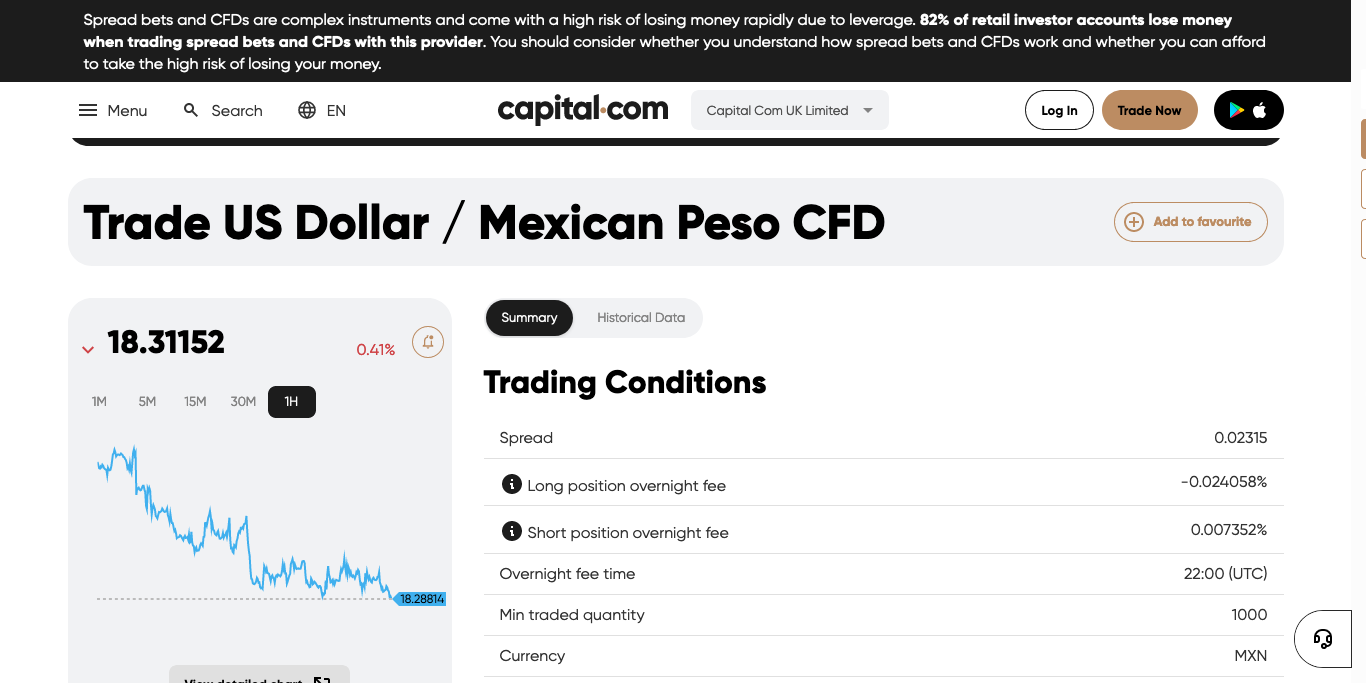 Spread bets and CFDs are complex instruments and come with a high risk of losing money rapidly due to leverage. 82% of retail investor accounts lose money
when trading spread bets and CFDs with this provider. You should consider whether you understand how spread bets and CFDs work and whether you can afford
to take the high risk of losing your money.
Menu Search EN capital.com Capital Com UK Limited Log In Trade Now
Trade US Dollar / Mexican Peso CFD Add to favourite
18.31152 0.41%
1M 5M 15M 30M 1H
18.28814
View detailed chart
Summary Historical Data
Trading Conditions
Spread 0.02315
Long position overnight fee -0.024058%
Short position overnight fee 0.007352%
Overnight fee time 22:00 (UTC)
Min traded quantity 1000
Currency MXN